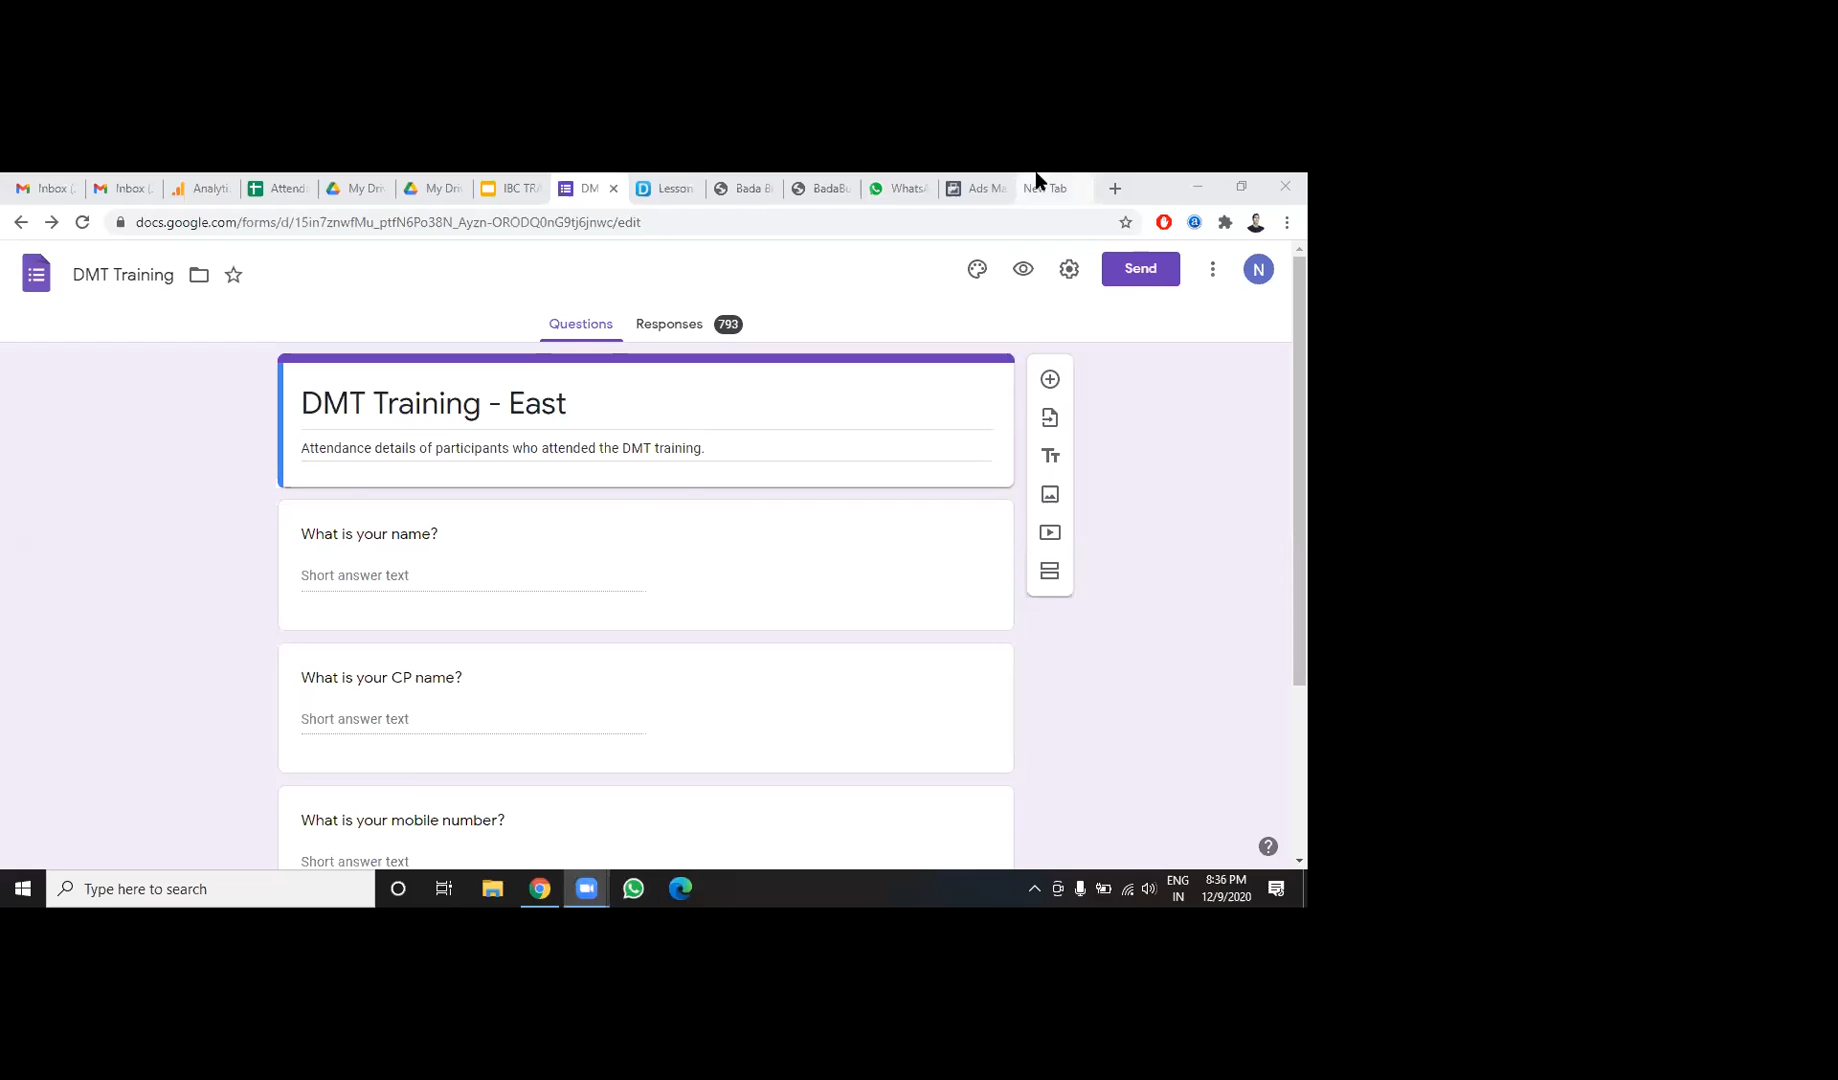 Inbox (
Inbox (
Analyti
Attend
My Dri
My Dri
IBC TRA
DM
Lesson
Bada B
BadaBu
WhatsA
Ads Ma
New Tab
docs.google.com/forms/d/15in7znwfMu_ptfN6Po38N_Ayzn-ORODQ0nG9tj6jnwc/edit
DMT Training
Send
N
Questions
Responses 793
DMT Training - East
Attendance details of participants who attended the DMT training.
What is your name?
Short answer text
What is your CP name?
Short answer text
What is your mobile number?
Short answer text
Type here to search
ENG
IN
8:36 PM
12/9/2020